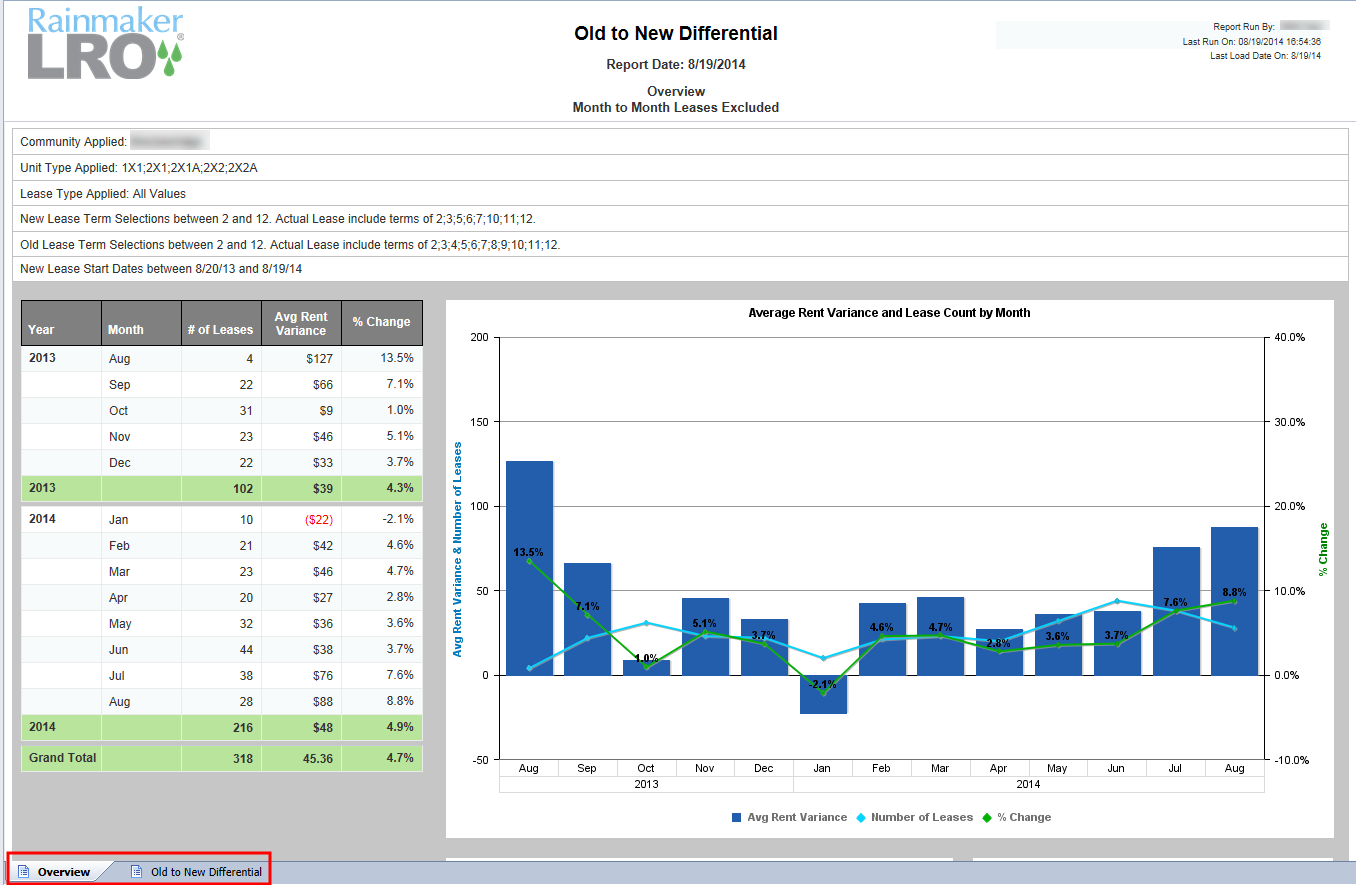 Rainmaker
LRO®
Old to New Differential
Report Date: 8/19/2014
Overview
Month to Month Leases Excluded
Report Run By:
Last Run On: 08/19/2014 16:54:36
Last Load Date On: 8/19/14
Community Applied:
Unit Type Applied: 1X1;2X1;2X1A;2X2;2X2A
Lease Type Applied: All Values
New Lease Term Selections between 2 and 12. Actual Lease include terms of 2;3;5;6;7;10;11;12.
Old Lease Term Selections between 2 and 12. Actual Lease include terms of 2;3;4;5;6;7;8;9;10;11;12.
New Lease Start Dates between 8/20/13 and 8/19/14
Year Month # of Leases Avg Rent Variance % Change
2013 Aug 4 $127 13.5%
Sep 22 $66 7.1%
Oct 31 $9 1.0%
Nov 23 $46 5.1%
Dec 22 $33 3.7%
2013 102 $39 4.3%
2014 Jan 10 ($22) -2.1%
Feb 21 $42 4.6%
Mar 23 $46 4.7%
Apr 20 $27 2.8%
May 32 $36 3.6%
Jun 44 $38 3.7%
Jul 38 $76 7.6%
Aug 28 $88 8.8%
2014 216 $48 4.9%
Grand Total 318 45.36 4.7%
Average Rent Variance and Lease Count by Month
Avg Rent Variance & Number of Leases
200 40.0%
150 30.0%
100 20.0%
50 10.0%
0 0.0%
-50 -10.0%
% Change
13.5% 7.1% 1.0% 5.1% 3.7% -2.1% 4.6% 4.7% 2.8% 3.6% 3.7% 7.6% 8.8%
Aug Sep Oct Nov Dec Jan Feb Mar Apr May Jun Jul Aug
2013 2014
Avg Rent Variance Number of Leases % Change
Overview Old to New Differential